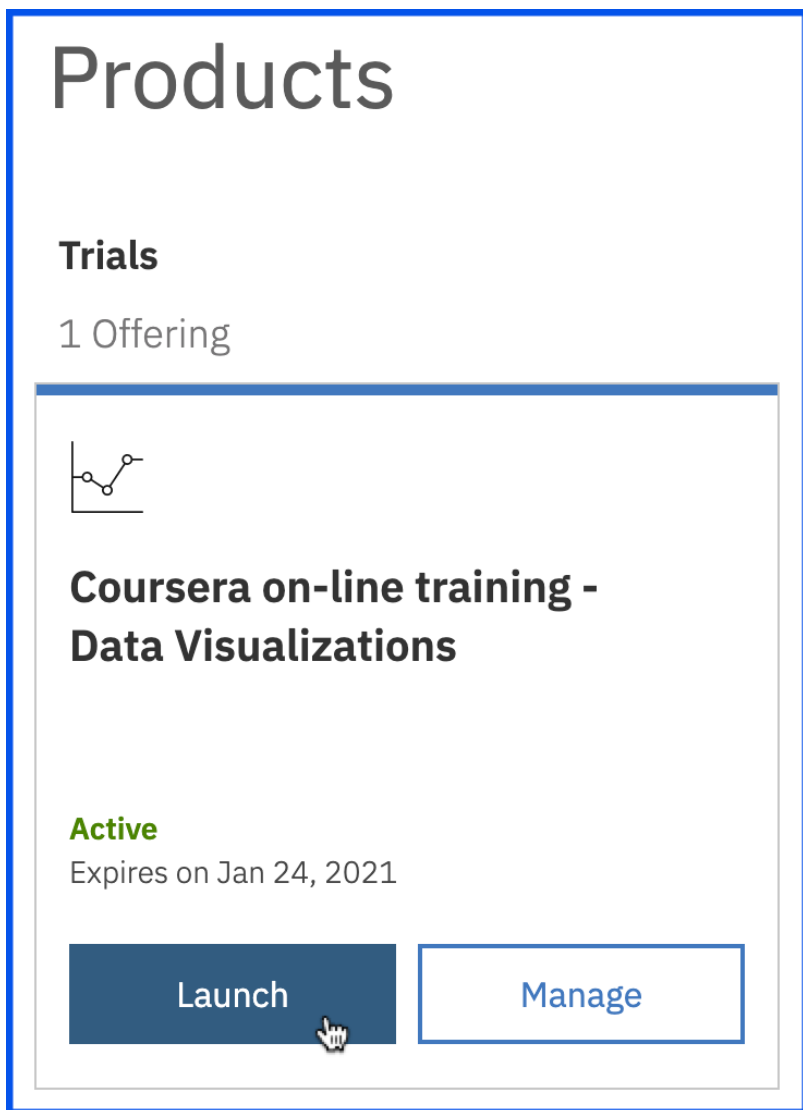 Products
Trials
1 Offering
Coursera on-line training -
Data Visualizations
Active
Expires on Jan 24, 2021
Launch
Manage